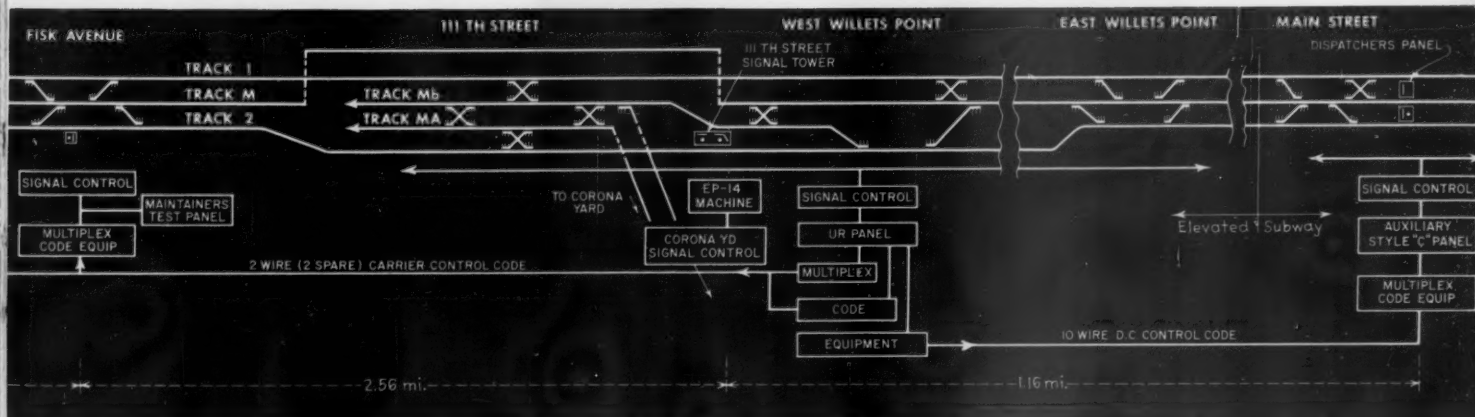 FISK AVENUE
111 TH STREET
WEST WILLETS POINT
EAST WILLETS POINT
MAIN STREET
111 TH STREET
SIGNAL TOWER
DISPATCHERS PANEL
TRACK 1
TRACK M
TRACK Mb
TRACK 2
TRACK MA
SIGNAL CONTROL
MAINTAINERS
TEST PANEL
MULTIPLEX
CODE EQUIP
TO CORONA
YARD
EP-14
MACHINE
CORONA YD
SIGNAL CONTROL
SIGNAL CONTROL
UR PANEL
MULTIPLEX
CODE
EQUIPMENT
Elevated
Subway
SIGNAL CONTROL
AUXILIARY
STYLE "C" PANEL
MULTIPLEX
CODE EQUIP
2 WIRE (2 SPARE) CARRIER CONTROL CODE
10 WIRE D.C CONTROL CODE
2.56 mi.
1.16 mi.